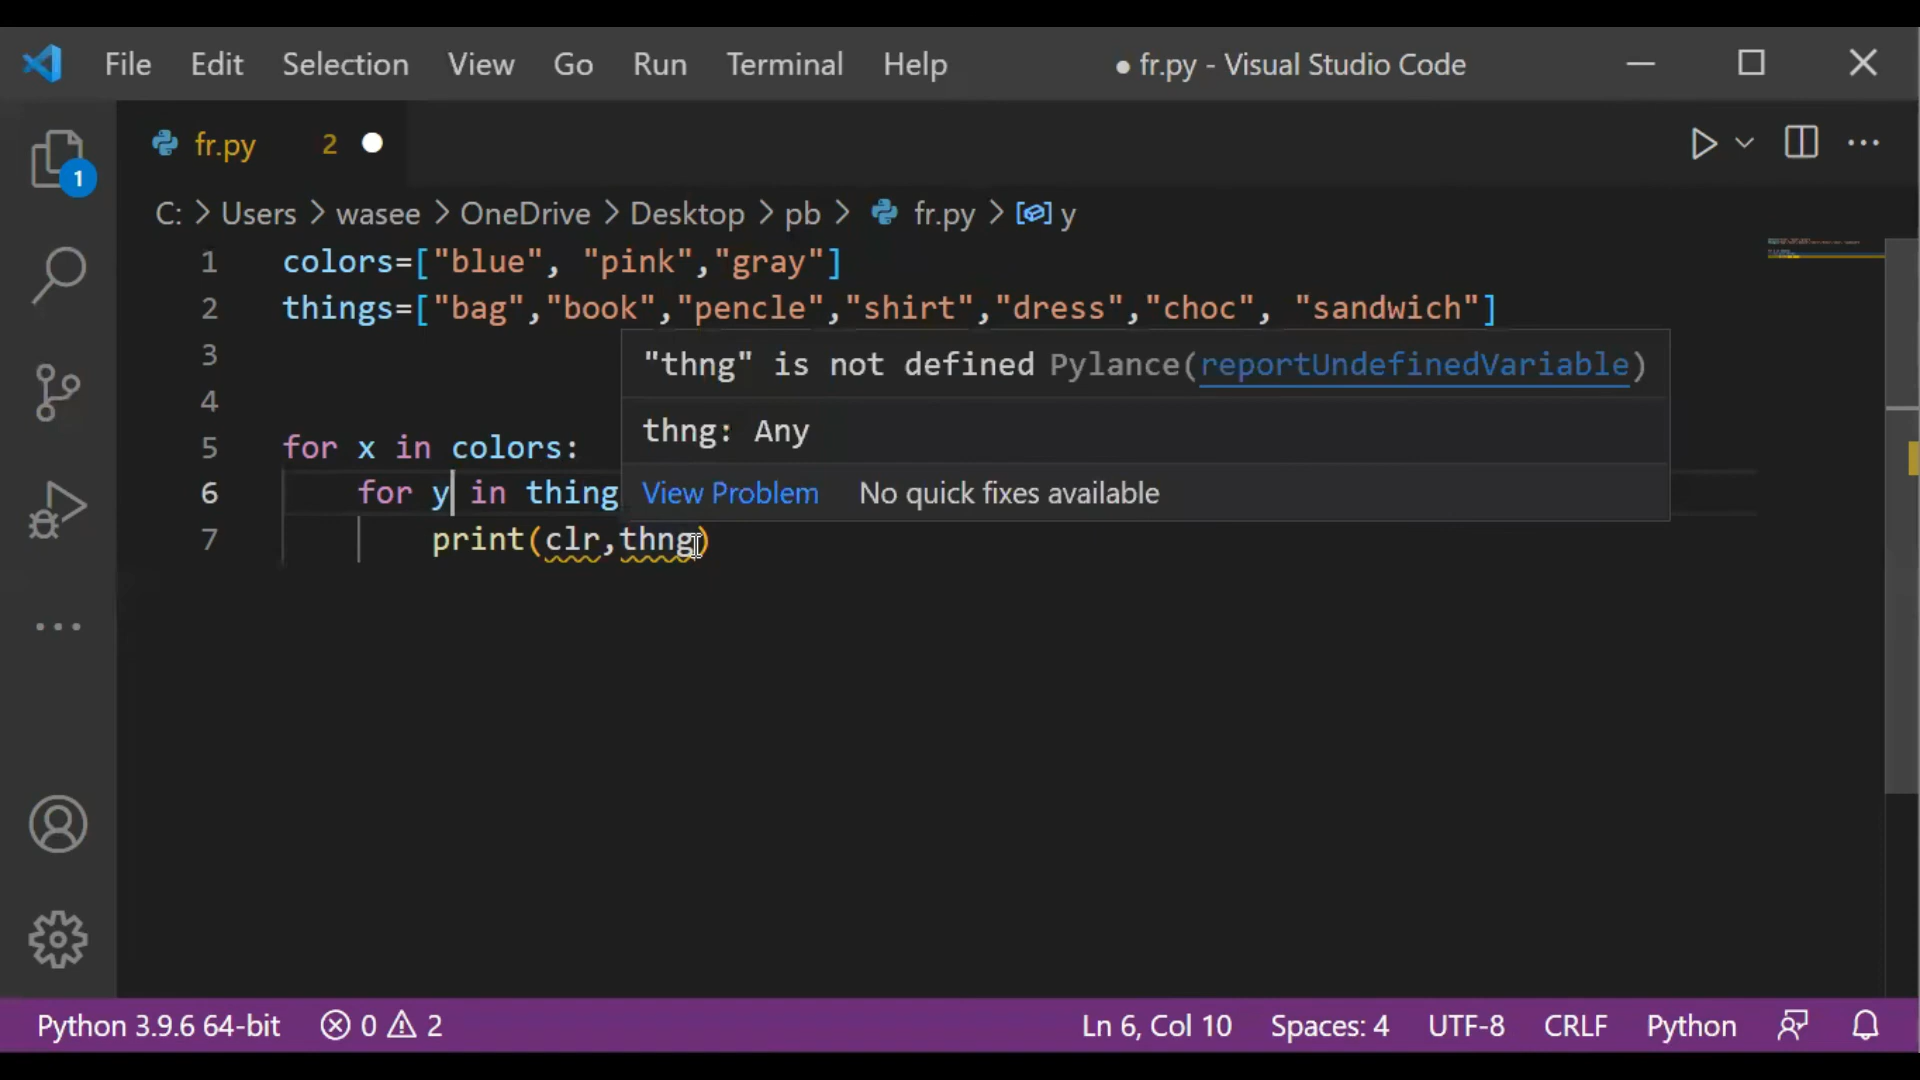 File Edit Selection View Go Run Terminal Help ● fr.py - Visual Studio Code
fr.py 2
1
C: > Users > wasee > OneDrive > Desktop > pb > fr.py > y
1 colors=["blue", "pink","gray"]
2 things=["bag","book","pencle","shirt","dress","choc", "sandwich"]
3
"thng" is not defined Pylance(reportUndefinedVariable)
4
thng: Any
5 for x in colors:
6 for y in thing
View Problem No quick fixes available
7 print(clr,thng)
Python 3.9.6 64-bit 0 2 Ln 6, Col 10 Spaces: 4 UTF-8 CRLF Python